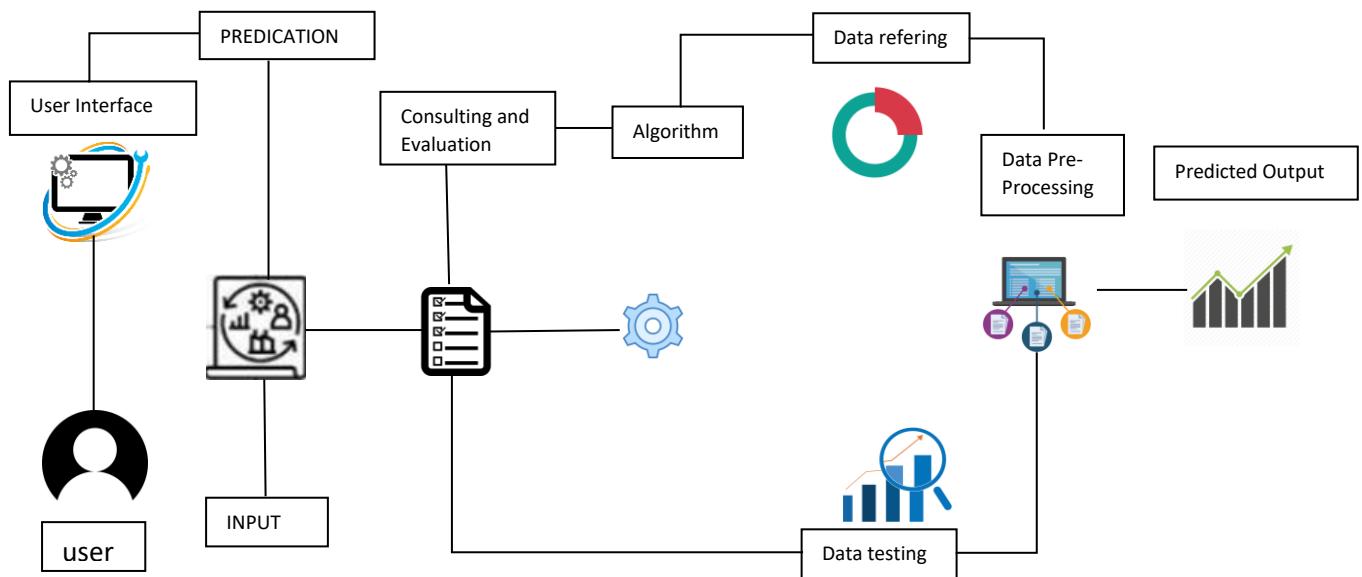 PREDICATION
User Interface
Data refering
Consulting and
Evaluation
Algorithm
Data Pre-
Processing
Predicted Output
INPUT
user
Data testing